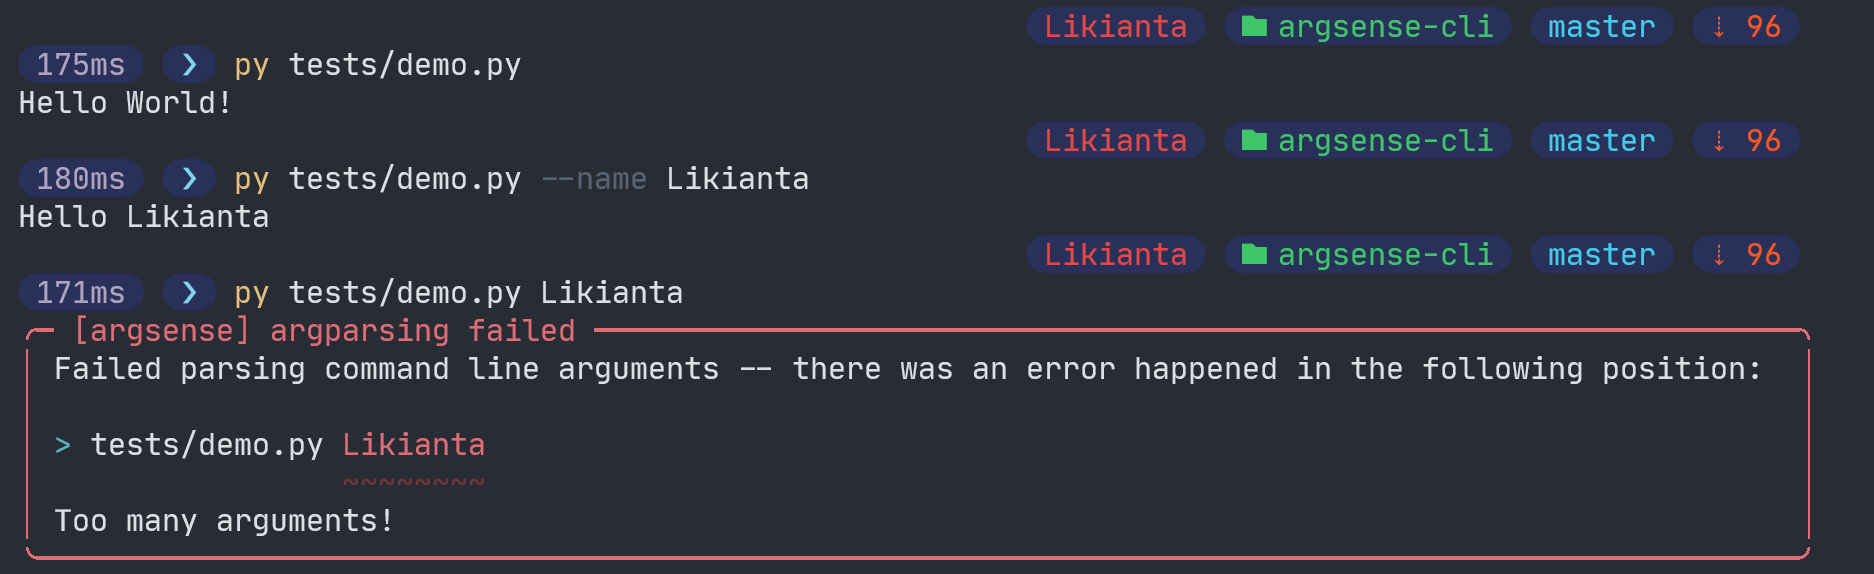 Likianta argsense-cli master ⇣ 96
175ms ❯ py tests/demo.py
Hello World!
Likianta argsense-cli master ⇣ 96
180ms ❯ py tests/demo.py --name Likianta
Hello Likianta
Likianta argsense-cli master ⇣ 96
171ms ❯ py tests/demo.py Likianta
[argsense] argparsing failed
Failed parsing command line arguments -- there was an error happened in the following position:
> tests/demo.py Likianta
~~~~~~~~
Too many arguments!